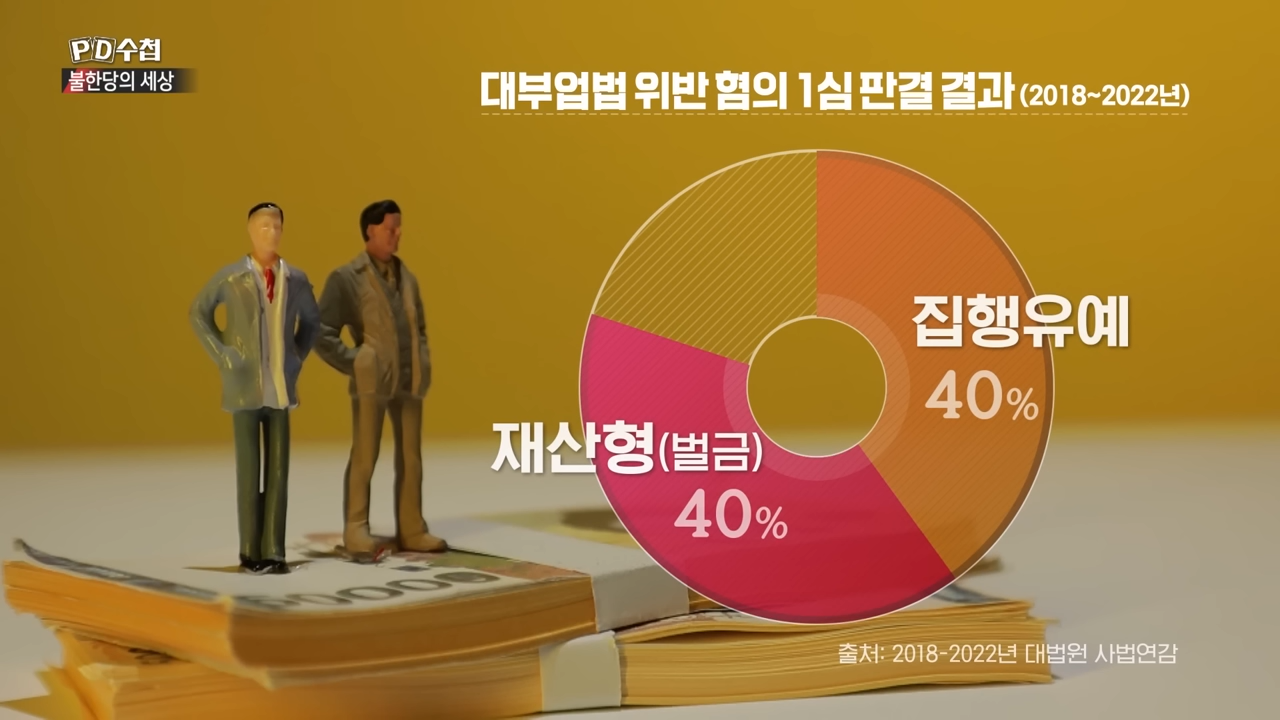 PD수첩
불한당의 세상
대부업법 위반 혐의 1심 판결 결과 (2018~2022년)
집행유예
40%
재산형(벌금)
40%
출처: 2018-2022년 대법원 사법연감